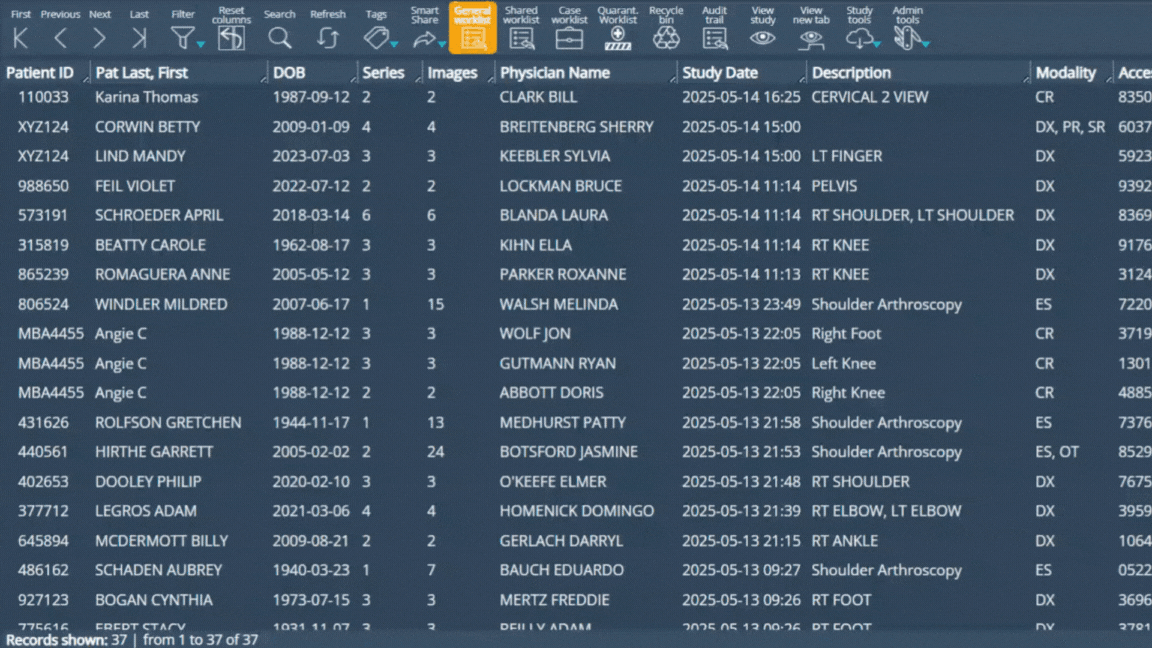 First Previous Next Last Filter Reset columns Search Refresh Tags Smart Share General worklist Shared worklist Case worklist Quarant. Worklist Recycle bin Audit trail View study View new tab Study tools Admin tools
Patient ID Pat Last, First DOB Series Images Physician Name Study Date Description Modality Acces
110033 Karina Thomas 1987-09-12 2 2 CLARK BILL 2025-05-14 16:25 CERVICAL 2 VIEW CR 8350
XYZ124 CORWIN BETTY 2009-01-09 4 4 BREITENBERG SHERRY 2025-05-14 15:00 DX, PR, SR 6037
XYZ124 LIND MANDY 2023-07-03 3 3 KEEBLER SYLVIA 2025-05-14 15:00 LT FINGER DX 5923
988650 FEIL VIOLET 2022-07-12 2 2 LOCKMAN BRUCE 2025-05-14 11:14 PELVIS DX 9392
573191 SCHROEDER APRIL 2018-03-14 6 6 BLANDA LAURA 2025-05-14 11:14 RT SHOULDER, LT SHOULDER DX 8369
315819 BEATTY CAROLE 1962-08-17 3 3 KIHN ELLA 2025-05-14 11:14 RT KNEE DX 9176
865239 ROMAGUERA ANNE 2005-05-12 3 3 PARKER ROXANNE 2025-05-14 11:13 RT KNEE DX 3124
806524 WINDLER MILDRED 2007-06-17 1 15 WALSH MELINDA 2025-05-13 23:49 Shoulder Arthroscopy ES 7220
MBA4455 Angie C 1988-12-12 3 3 WOLF JON 2025-05-13 22:05 Right Foot CR 3719
MBA4455 Angie C 1988-12-12 3 3 GUTMANN RYAN 2025-05-13 22:05 Left Knee CR 1301
MBA4455 Angie C 1988-12-12 2 2 ABBOTT DORIS 2025-05-13 22:05 Right Knee CR 4885
431626 ROLFSON GRETCHEN 1944-11-17 1 13 MEDHURST PATTY 2025-05-13 21:58 Shoulder Arthroscopy ES 7376
440561 HIRTHE GARRETT 2005-02-02 2 24 BOTSFORD JASMINE 2025-05-13 21:53 Shoulder Arthroscopy ES, OT 8529
402653 DOOLEY PHILIP 2020-02-10 3 3 O'KEEFE ELMER 2025-05-13 21:48 RT SHOULDER DX 7675
377712 LEGROS ADAM 2021-03-06 4 4 HOMENICK DOMINGO 2025-05-13 21:39 RT ELBOW, LT ELBOW DX 3959
645894 MCDERMOTT BILLY 2009-08-21 2 2 GERLACH DARRYL 2025-05-13 21:15 RT ANKLE DX 1064
486162 SCHADEN AUBREY 1940-03-23 1 7 BAUCH EDUARDO 2025-05-13 09:27 Shoulder Arthroscopy ES 0522
927123 BOGAN CYNTHIA 1973-07-15 3 3 MERTZ FREDDIE 2025-05-13 09:26 RT FOOT DX 3696
775616 EBERT STACY 1931-11-07 3 3 REILLY ADAM 2025-05-13 09:26 RT FOOT DX 3781
Records shown: 37 | from 1 to 37 of 37